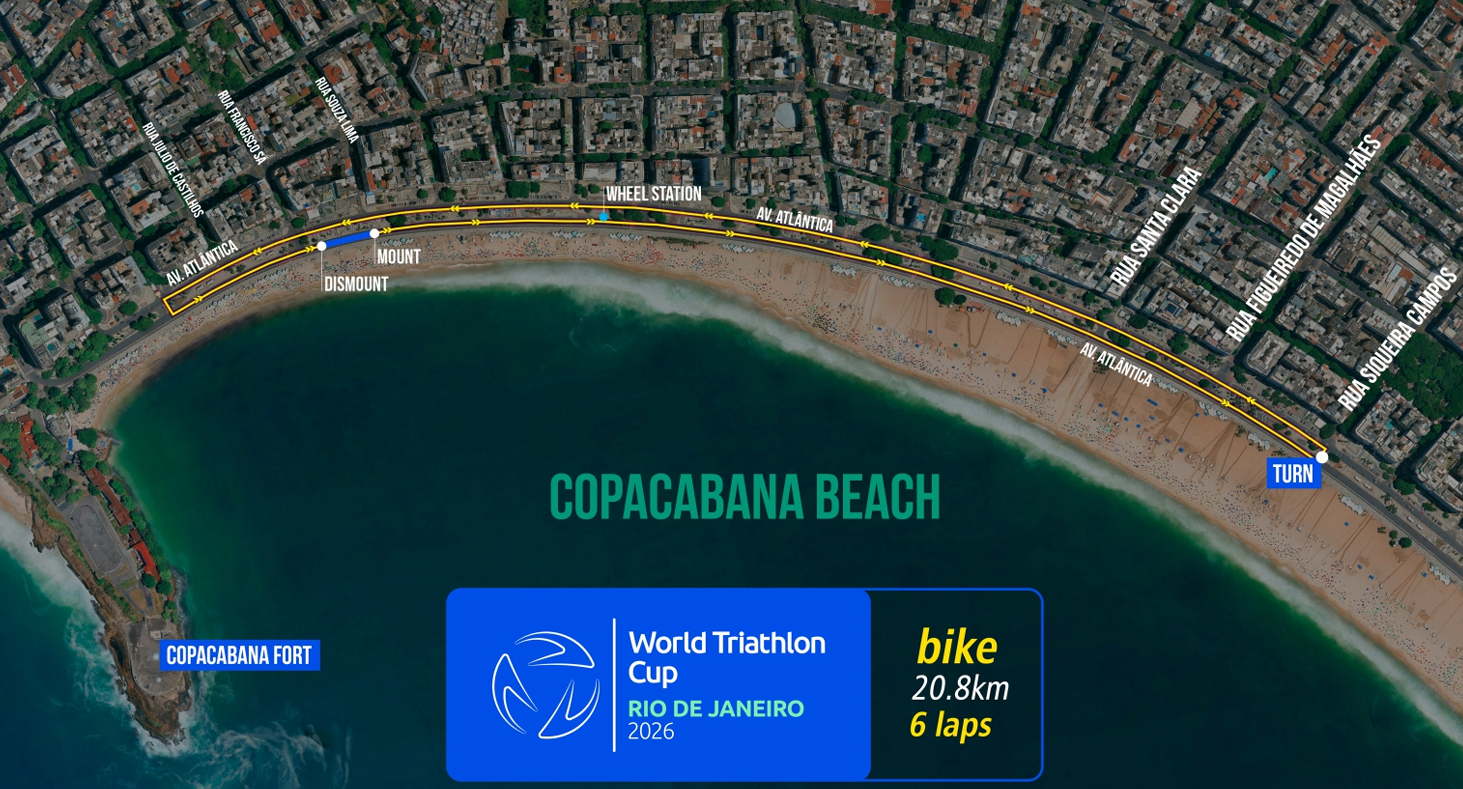 RUA SOUZA LIMA
RUA FRANCISCO SÁ
RUA JULIO DE CASTILHOS
WHEEL STATION
AV. ATLÂNTICA
AV. ATLÂNTICA
MOUNT
DISMOUNT
RUA SANTA CLARA
RUA FIGUEIREDO DE MAGALHÃES
RUA SIQUEIRA CAMPOS
AV. ATLÂNTICA
TURN
COPACABANA BEACH
COPACABANA FORT
World Triathlon
Cup
RIO DE JANEIRO
2026
bike
20.8km
6 laps